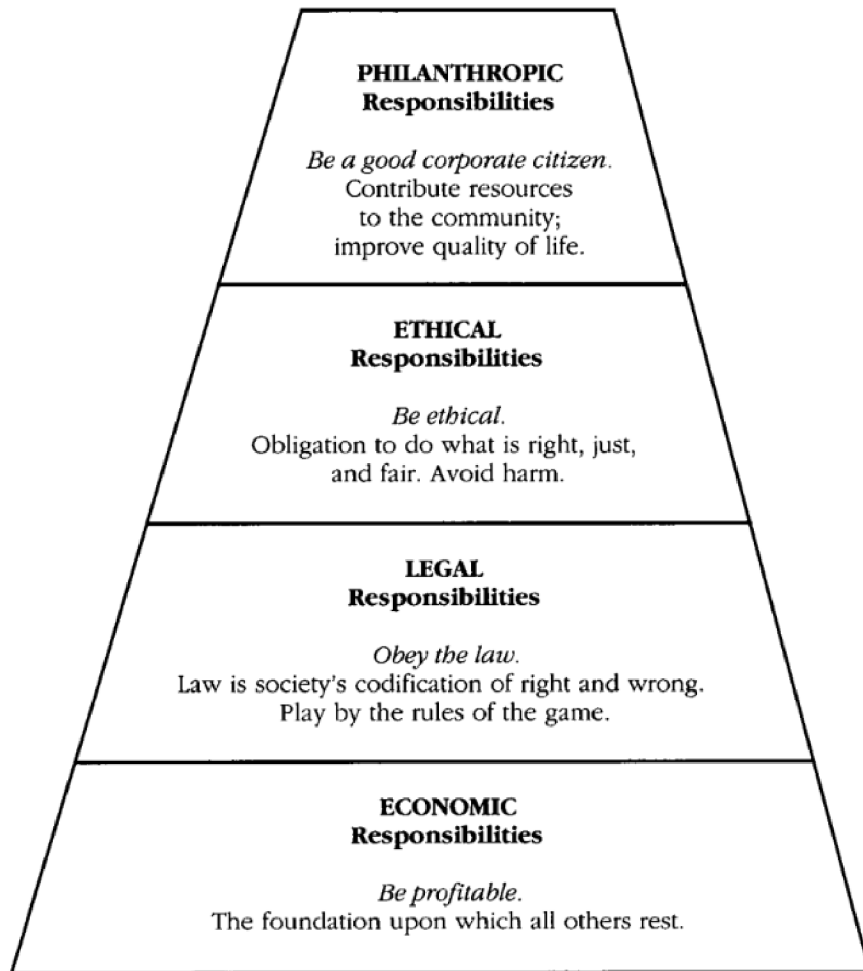 PHILANTHROPIC
Responsibilities
Be a good corporate citizen.
Contribute resources
to the community;
improve quality of life.
ETHICAL
Responsibilities
Be ethical.
Obligation to do what is right, just,
and fair. Avoid harm.
LEGAL
Responsibilities
Obey the law.
Law is society's codification of right and wrong.
Play by the rules of the game.
ECONOMIC
Responsibilities
Be profitable.
The foundation upon which all others rest.